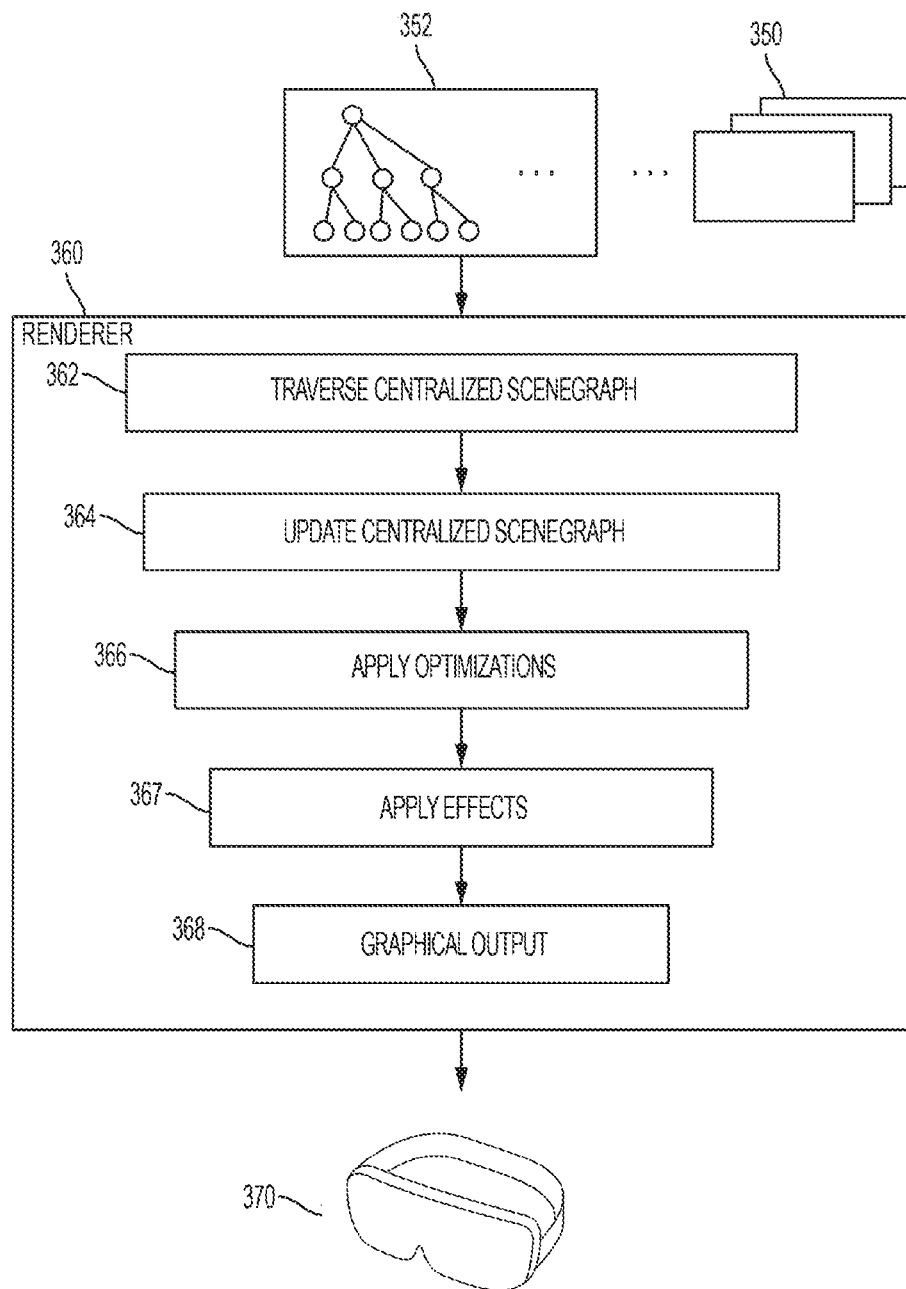 352
350
... ...
360
RENDERER
362
TRAVERSE CENTRALIZED SCENEGRAPH
364
UPDATE CENTRALIZED SCENEGRAPH
366
APPLY OPTIMIZATIONS
367
APPLY EFFECTS
368
GRAPHICAL OUTPUT
370